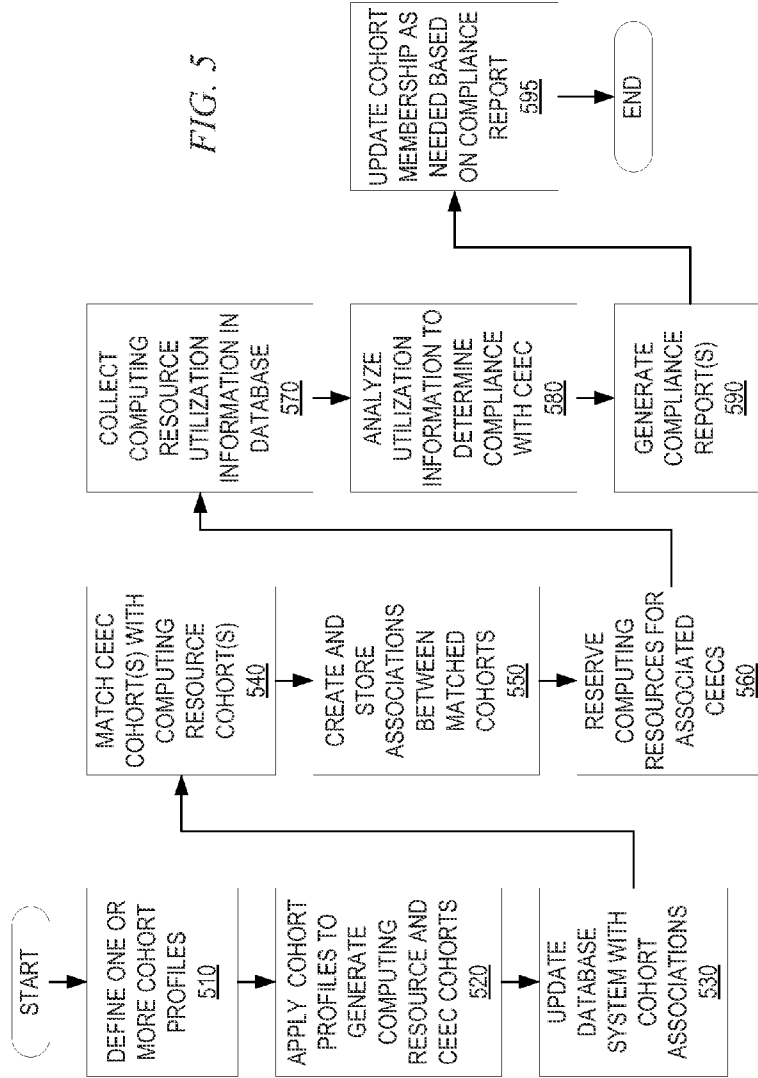 FIG. 5
START
DEFINE ONE OR
MORE COHORT
PROFILES
510
APPLY COHORT
PROFILES TO
GENERATE
COMPUTING
RESOURCE AND
CEEC COHORTS
520
UPDATE
DATABASE
SYSTEM WITH
COHORT
ASSOCIATIONS
530
MATCH CEEC
COHORT(S) WITH
COMPUTING
RESOURCE
COHORT(S)
540
CREATE AND
STORE
ASSOCIATIONS
BETWEEN
MATCHED
COHORTS
550
RESERVE
COMPUTING
RESOURCES FOR
ASSOCIATED
CEECS
560
COLLECT
COMPUTING
RESOURCE
UTILIZATION
INFORMATION IN
DATABASE
570
ANALYZE
UTILIZATION
INFORMATION TO
DETERMINE
COMPLIANCE
WITH CEEC
580
GENERATE
COMPLIANCE
REPORT(S)
590
UPDATE COHORT
MEMBERSHIP AS
NEEDED BASED
ON COMPLIANCE
REPORT
595
END